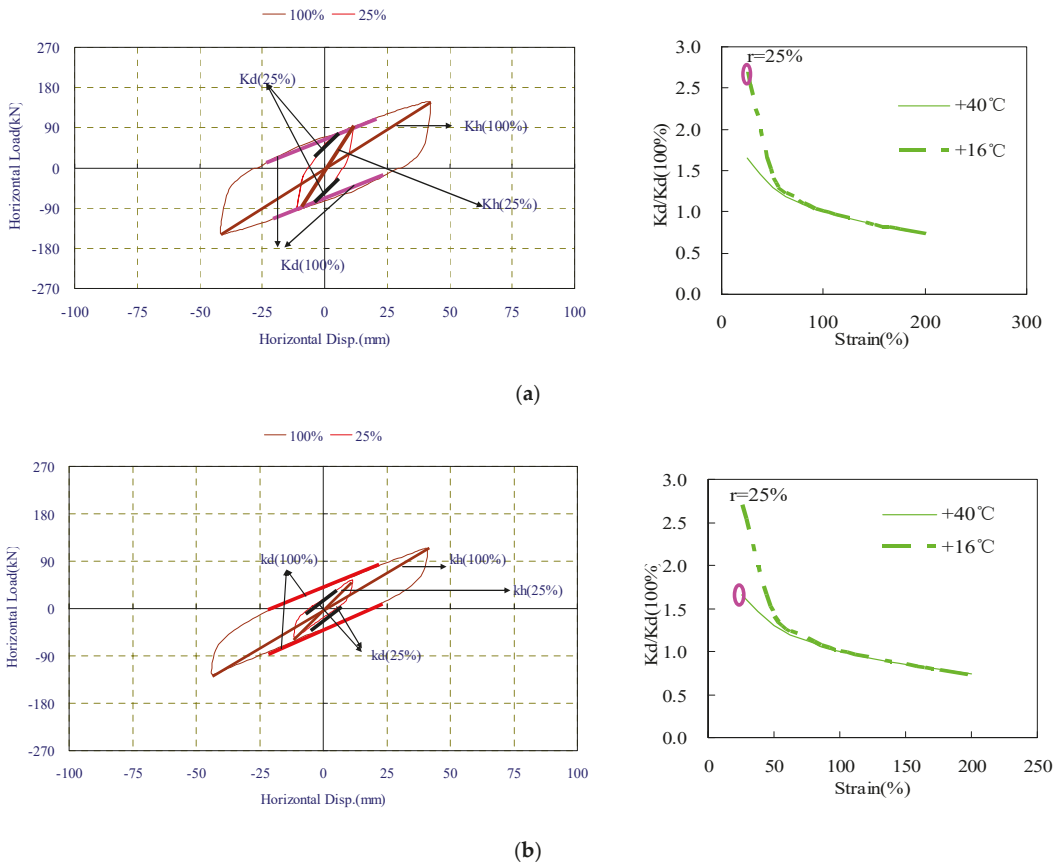 100% 25%
270
180
90
0
-90
-180
-270
Horizontal Load(kN)
Kd(25%)
Kh(100%)
Kh(25%)
Kd(100%)
-100 -75 -50 -25 0 25 50 75 100
Horizontal Disp.(mm)
3.0
2.5
2.0
1.5
1.0
0.5
0.0
Kd/Kd(100%)
r=25%
+40℃
+16℃
0 100 200 300
Strain(%)
(a)
100% 25%
270
180
90
0
-90
-180
-270
Horizontal Load(kN)
kd(100%)
kh(100%)
kh(25%)
kd(25%)
-100 -75 -50 -25 0 25 50 75 100
Horizontal Disp.(mm)
3.0
2.5
2.0
1.5
1.0
0.5
0.0
Kd/Kd(100%
r=25%
+40℃
+16℃
0 50 100 150 200 250
Strain(%)
(b)